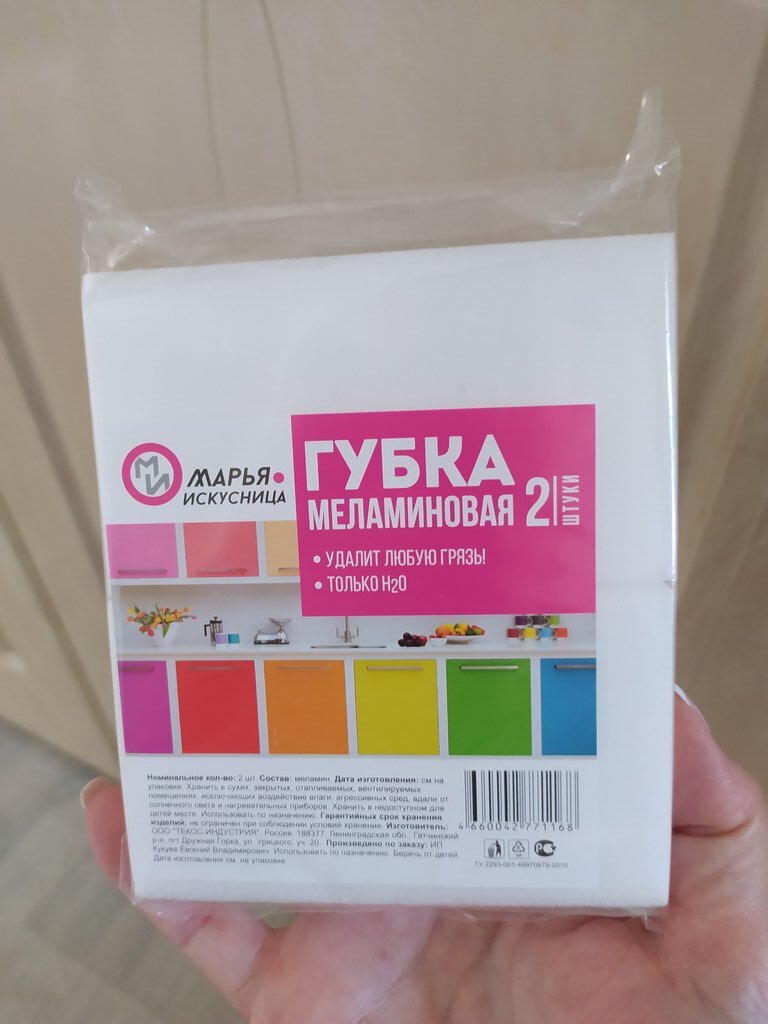 МИ
МАРЬЯ
ИСКУСНИЦА
ГУБКА
МЕЛАМИНОВАЯ 2 ШТУКИ
• УДАЛИТ ЛЮБУЮ ГРЯЗЬ!
• ТОЛЬКО H2O
Номинальное кол-во: 2 шт. Состав: меламин. Дата изготовления: см на
упаковке. Хранить в сухих, закрытых, отапливаемых, вентилируемых
помещениях, исключающих воздействие влаги, агрессивных сред, вдали от
солнечного света и нагревательных приборов. Хранить в недоступном для
детей месте. Использовать по назначению. Гарантийный срок хранения
изделий: не ограничен при соблюдении условий хранения. Изготовитель:
ООО "ТЕКОС-ИНДУСТРИЯ", Россия, 188377, Ленинградская обл., Гатчинский
р-н, пгт Дружная Горка, ул. Урицкого, уч. 20. Произведено по заказу: ИП
Кукуев Евгений Владимирович. Использовать по назначению. Беречь от детей.
Дата изготовления см. на упаковке.
4 660042 771168
РСТ
ТУ 2293-001-49970879-2010